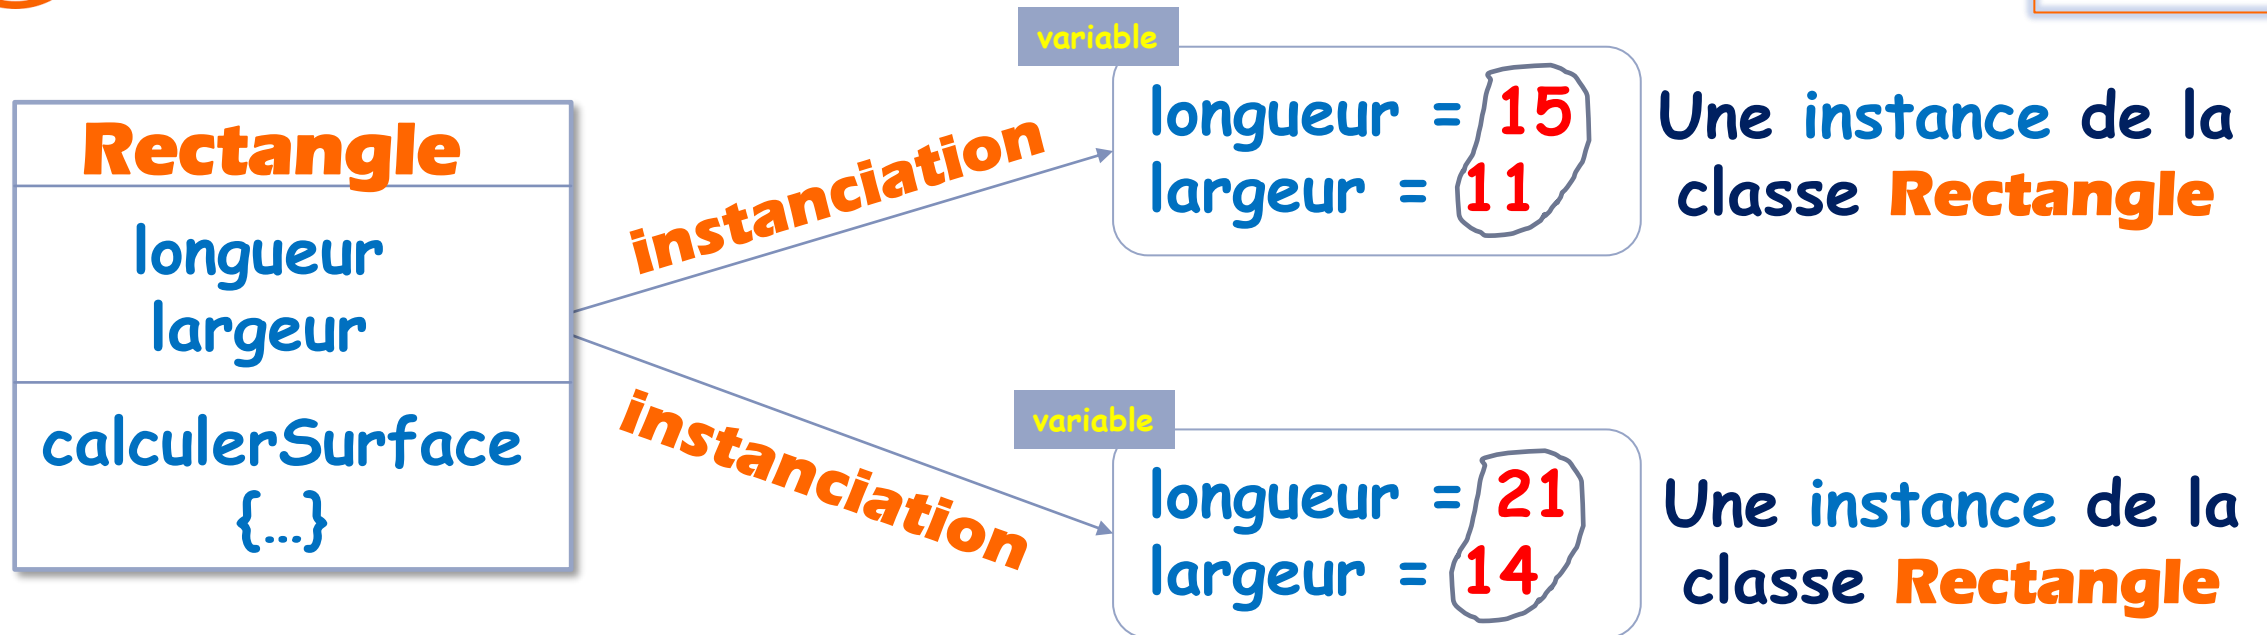 Rectangle
longueur
largeur
calculerSurface
{...}
instanciation
variable
longueur = 15
largeur = 11
Une instance de la
classe Rectangle
instanciation
variable
longueur = 21
largeur = 14
Une instance de la
classe Rectangle